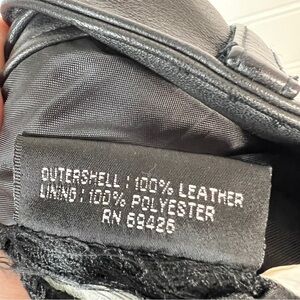 OUTERSHELL : 100% LEATHER
LINING : 100% POLYESTER
RN 69426